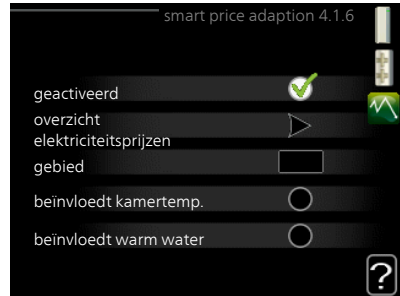 smart price adaption 4.1.6
geactiveerd
overzicht
elektriciteitsprijzen
gebied
beïnvloedt kamertemp.
beïnvloedt warm water
?